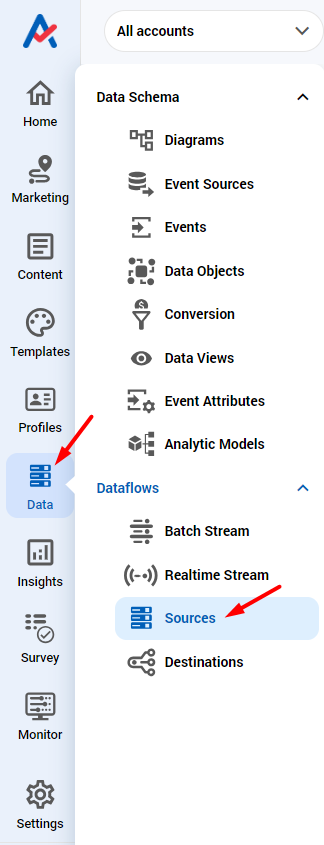 All accounts
Home
Marketing
Content
Templates
Profiles
Data
Insights
Survey
Monitor
Settings
Data Schema
Diagrams
Event Sources
Events
Data Objects
Conversion
Data Views
Event Attributes
Analytic Models
Dataflows
Batch Stream
Realtime Stream
Sources
Destinations